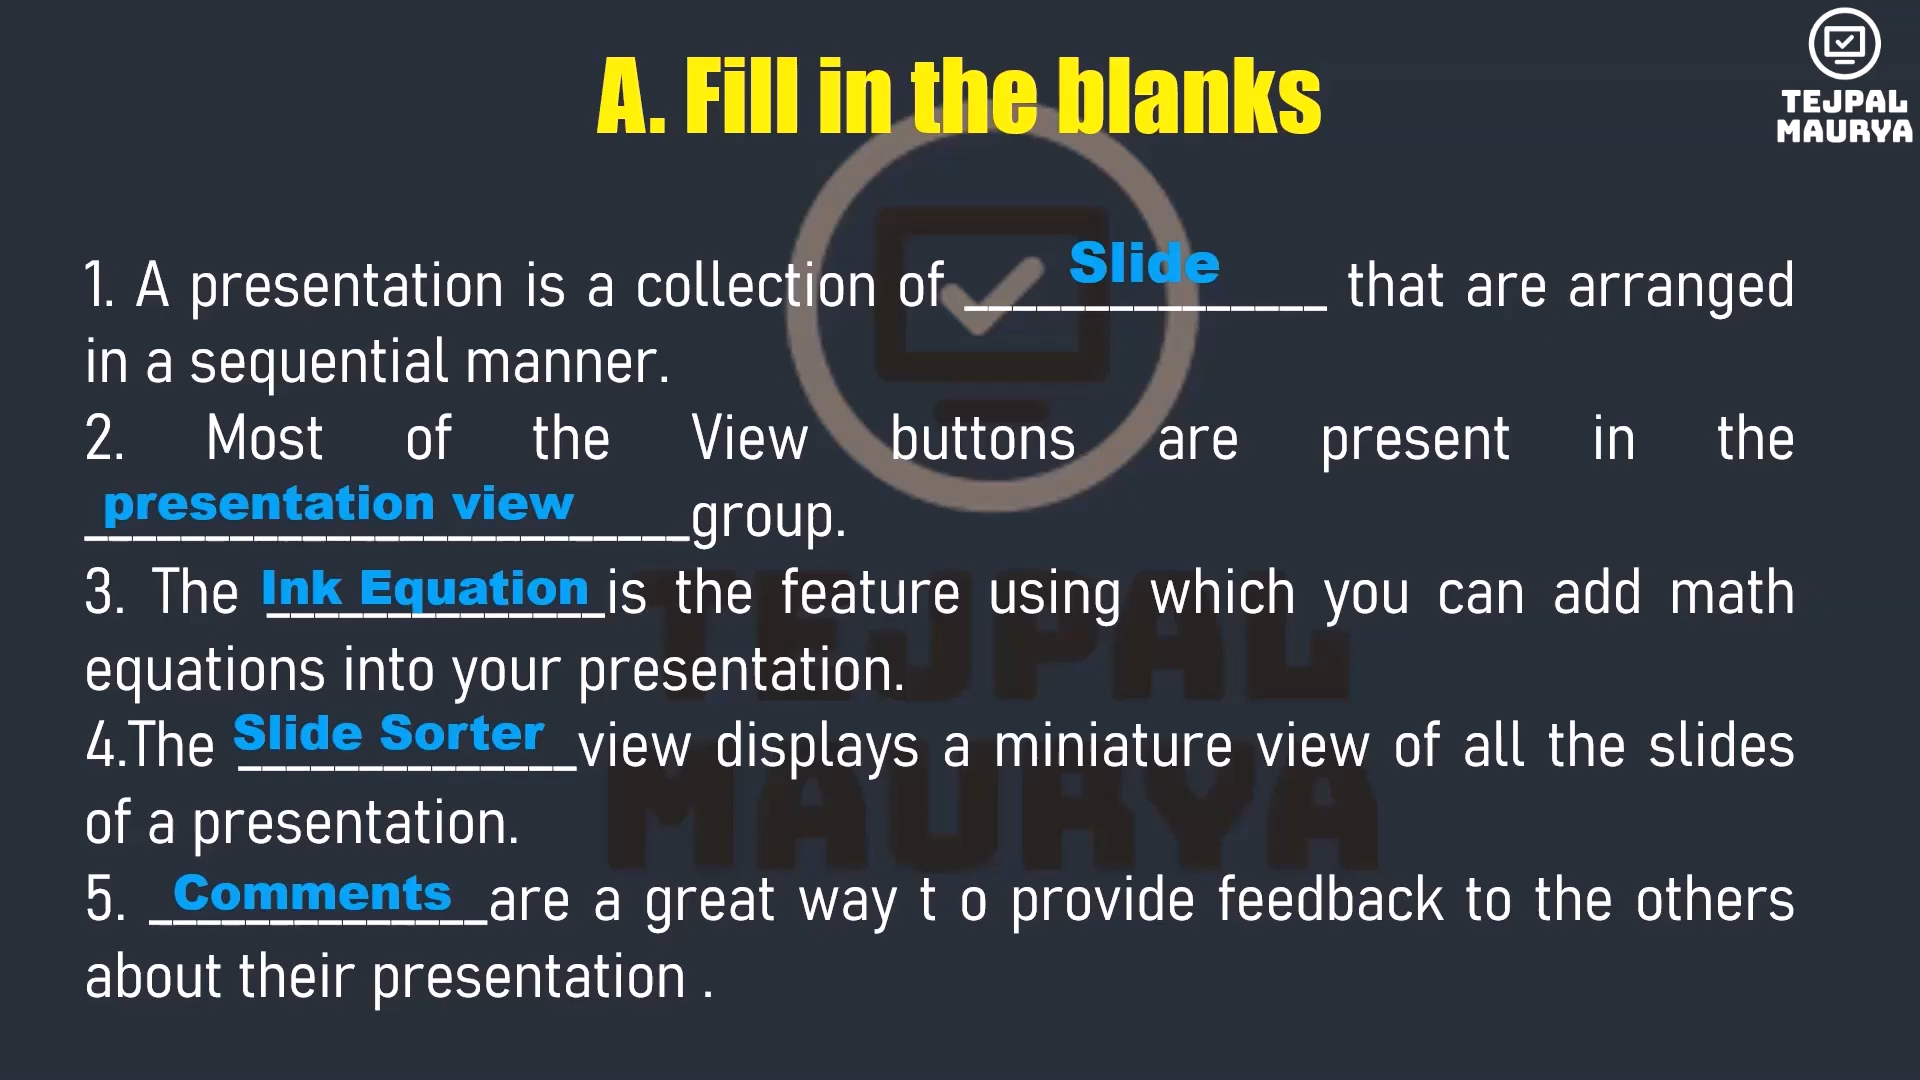 A. Fill in the blanks
TEJPAL
MAURYA
1. A presentation is a collection of ______Slide______ that are arranged
in a sequential manner.
2. Most of the View buttons are present in the
presentation view group.
3. The Ink Equation is the feature using which you can add math
equations into your presentation.
4.The Slide Sorter view displays a miniature view of all the slides
of a presentation.
5. Comments are a great way t o provide feedback to the others
about their presentation .
TEJPAL
MAURYA